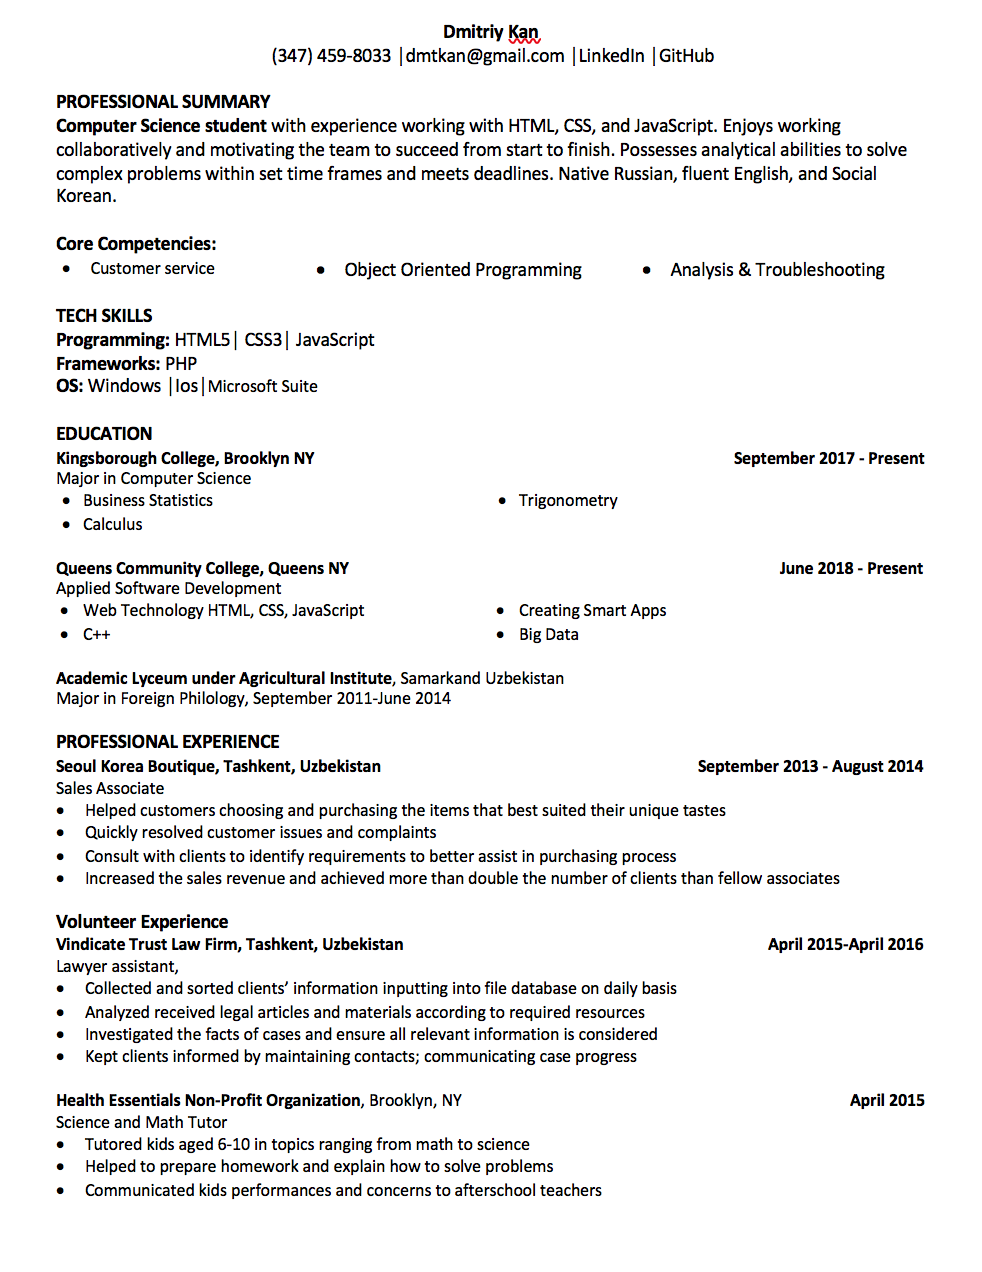 Dmitriy Kan
(347) 459-8033 |dmtkan@gmail.com |LinkedIn |GitHub
PROFESSIONAL SUMMARY
Computer Science student with experience working with HTML, CSS, and JavaScript. Enjoys working
collaboratively and motivating the team to succeed from start to finish. Possesses analytical abilities to solve
complex problems within set time frames and meets deadlines. Native Russian, fluent English, and Social
Korean.
Core Competencies:
• Customer service • Object Oriented Programming • Analysis & Troubleshooting
TECH SKILLS
Programming: HTML5| CSS3| JavaScript
Frameworks: PHP
OS: Windows |Ios|Microsoft Suite
EDUCATION
Kingsborough College, Brooklyn NY September 2017 - Present
Major in Computer Science
• Business Statistics • Trigonometry
• Calculus
Queens Community College, Queens NY June 2018 - Present
Applied Software Development
• Web Technology HTML, CSS, JavaScript • Creating Smart Apps
• C++ • Big Data
Academic Lyceum under Agricultural Institute, Samarkand Uzbekistan
Major in Foreign Philology, September 2011-June 2014
PROFESSIONAL EXPERIENCE
Seoul Korea Boutique, Tashkent, Uzbekistan September 2013 - August 2014
Sales Associate
• Helped customers choosing and purchasing the items that best suited their unique tastes
• Quickly resolved customer issues and complaints
• Consult with clients to identify requirements to better assist in purchasing process
• Increased the sales revenue and achieved more than double the number of clients than fellow associates
Volunteer Experience
Vindicate Trust Law Firm, Tashkent, Uzbekistan April 2015-April 2016
Lawyer assistant,
• Collected and sorted clients’ information inputting into file database on daily basis
• Analyzed received legal articles and materials according to required resources
• Investigated the facts of cases and ensure all relevant information is considered
• Kept clients informed by maintaining contacts; communicating case progress
Health Essentials Non-Profit Organization, Brooklyn, NY April 2015
Science and Math Tutor
• Tutored kids aged 6-10 in topics ranging from math to science
• Helped to prepare homework and explain how to solve problems
• Communicated kids performances and concerns to afterschool teachers